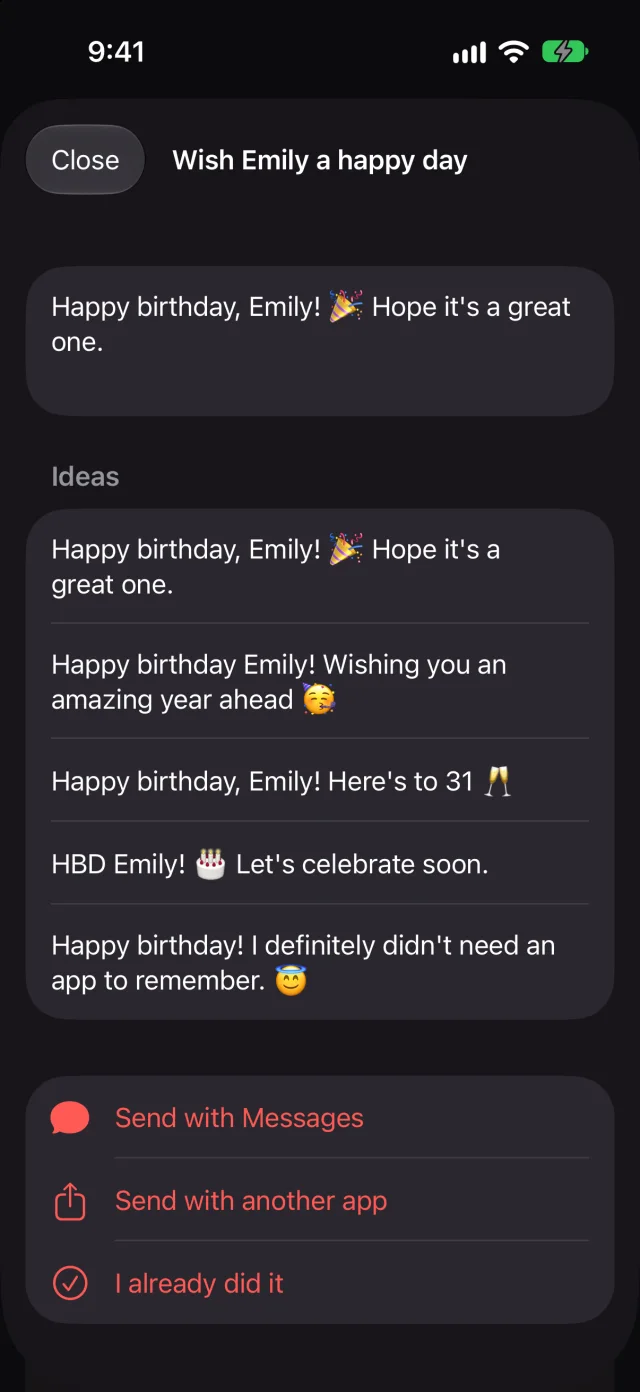 9:41
Close
Wish Emily a happy day
Happy birthday, Emily! 🎉 Hope it's a great
one.
Ideas
Happy birthday, Emily! 🎉 Hope it's a
great one.
Happy birthday Emily! Wishing you an
amazing year ahead 🥳
Happy birthday, Emily! Here's to 31 🥂
HBD Emily! 🎂 Let's celebrate soon.
Happy birthday! I definitely didn't need an
app to remember. 😇
Send with Messages
Send with another app
I already did it